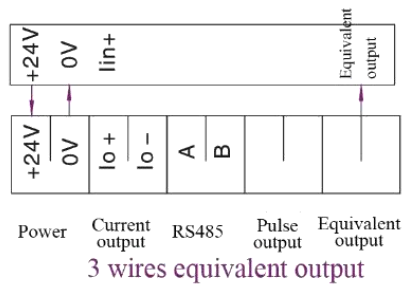 +24V
0V
Iin+
Equivalent
output
+24V
0V
Io +
Io −
A
B
Power
Current
output
RS485
Pulse
output
Equivalent
output
3 wires equivalent output